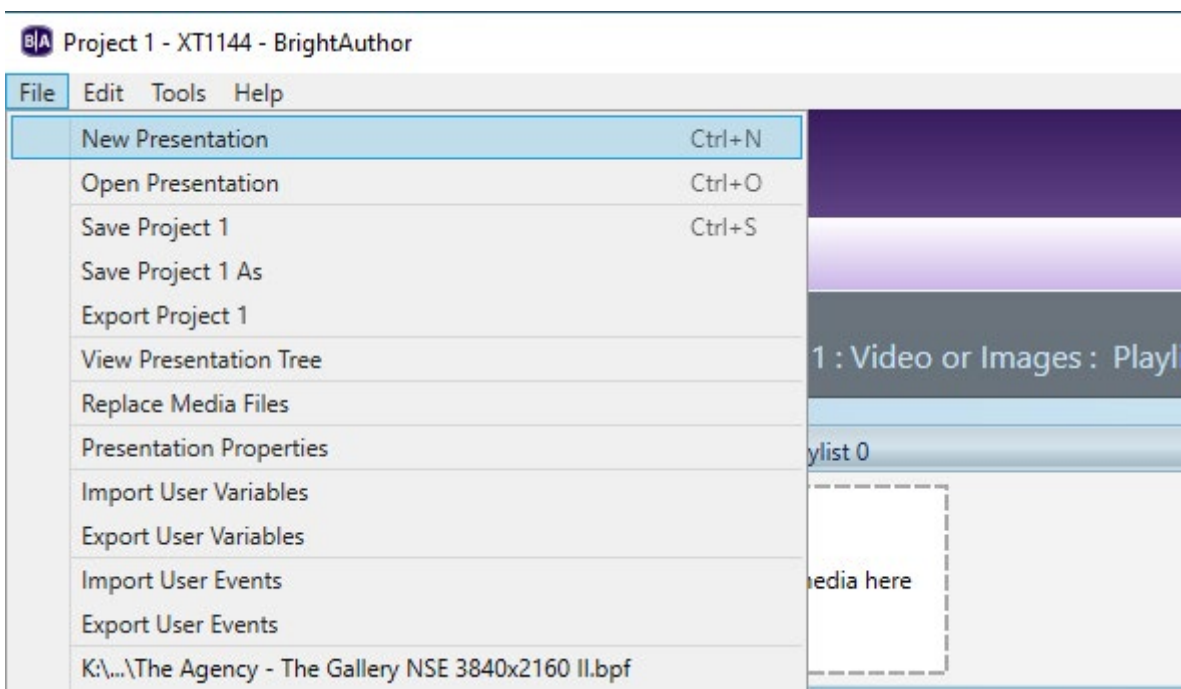 B|A Project 1 - XT1144 - BrightAuthor
File Edit Tools Help
New Presentation Ctrl+N
Open Presentation Ctrl+O
Save Project 1 Ctrl+S
Save Project 1 As
Export Project 1
View Presentation Tree
1 : Video or Images : Playli
Replace Media Files
Presentation Properties
ylist 0
Import User Variables
Export User Variables
Import User Events
edia here
Export User Events
K:\...\The Agency - The Gallery NSE 3840x2160 II.bpf